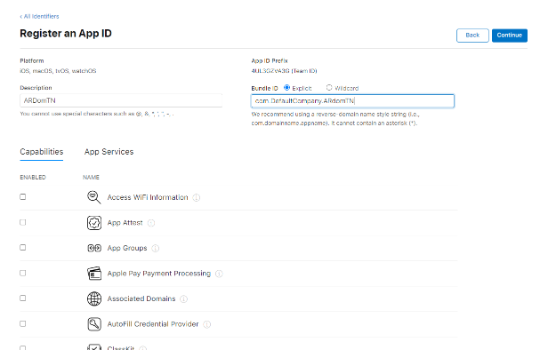 ‹ All Identifiers
Register an App ID
Back
Continue
Platform
iOS, macOS, tvOS, watchOS
App ID Prefix
(Team ID)
Description
ARDomTN
You cannot use special characters such as
Bundle ID Explicit Wildcard
com.DefaultCompany.ARdomTN
We recommend using a reverse-domain name style string (i.e.,
com.domainname.appname). It cannot contain an asterisk (*).
Capabilities
App Services
ENABLED
NAME
Access WiFi Information
App Attest
App Groups
Apple Pay Payment Processing
Associated Domains
AutoFill Credential Provider
ClassKit